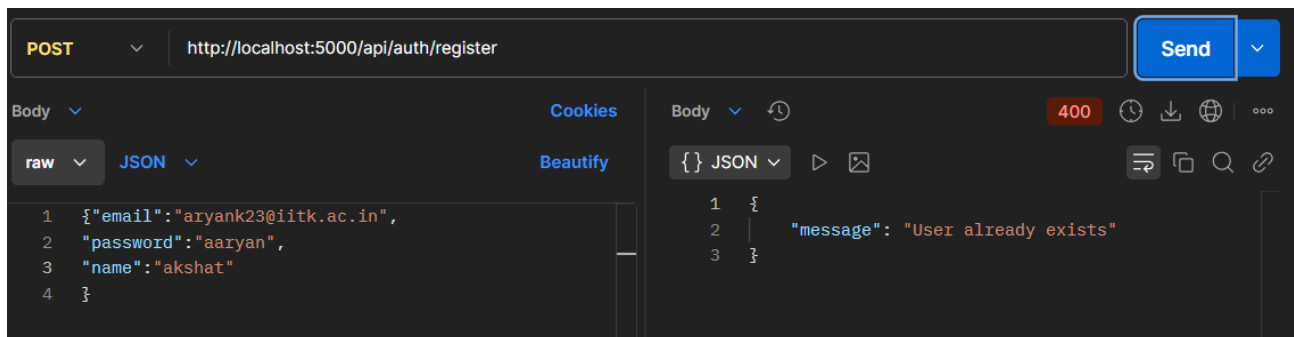 POST http://localhost:5000/api/auth/register Send
Body Cookies Body 400
raw JSON Beautify {} JSON
1 {"email":"aryank23@iitk.ac.in",
2 "password":"aaryan",
3 "name":"akshat"
4 }
1 {
2 "message": "User already exists"
3 }